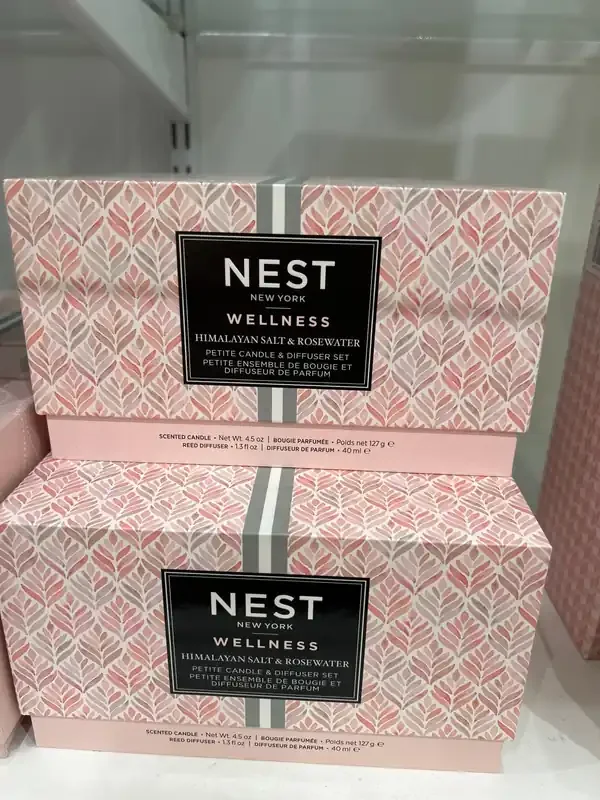 NEST
NEW YORK
WELLNESS
HIMALAYAN SALT & ROSEWATER
PETITE CANDLE & DIFFUSER SET
PETITE ENSEMBLE DE BOUGIE ET
DIFFUSEUR DE PARFUM
SCENTED CANDLE • Net Wt. 4.5 oz | BOUGIE PARFUMÉE • Poids net 127 g ℮
REED DIFFUSER • 1.3 fl oz | DIFFUSEUR DE PARFUM • 40 ml ℮
NEST
NEW YORK
WELLNESS
HIMALAYAN SALT & ROSEWATER
PETITE CANDLE & DIFFUSER SET
PETITE ENSEMBLE DE BOUGIE ET
DIFFUSEUR DE PARFUM
SCENTED CANDLE • Net Wt. 4.5 oz | BOUGIE PARFUMÉE • Poids net 127 g ℮
REED DIFFUSER • 1.3 fl oz | DIFFUSEUR DE PARFUM • 40 ml ℮